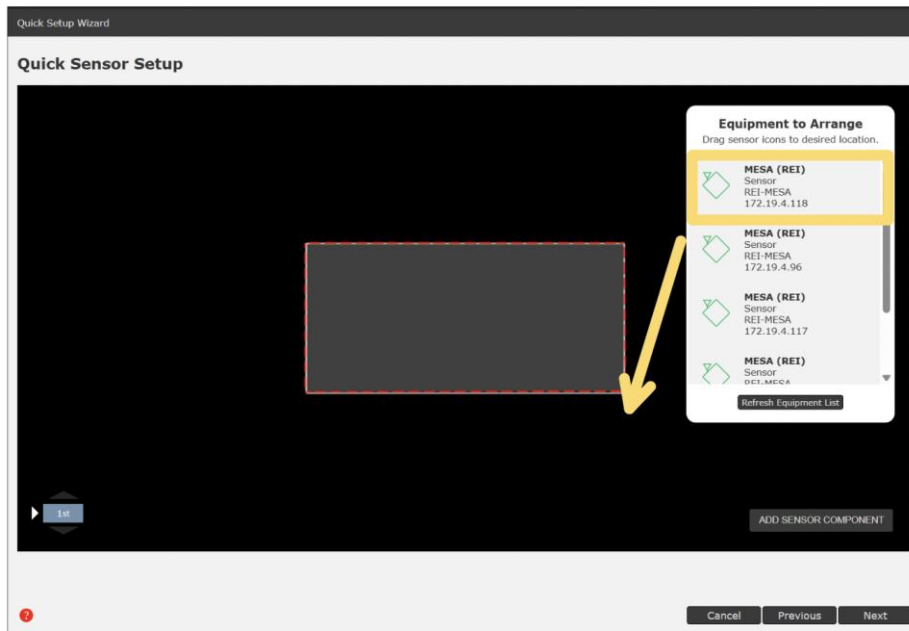 Quick Setup Wizard
Quick Sensor Setup
Equipment to Arrange
Drag sensor icons to desired location.
MESA (REI)
Sensor
REI-MESA
172.19.4.118
MESA (REI)
Sensor
REI-MESA
172.19.4.96
MESA (REI)
Sensor
REI-MESA
172.19.4.117
MESA (REI)
Sensor
REI-MESA
Refresh Equipment List
1st
ADD SENSOR COMPONENT
?
Cancel
Previous
Next